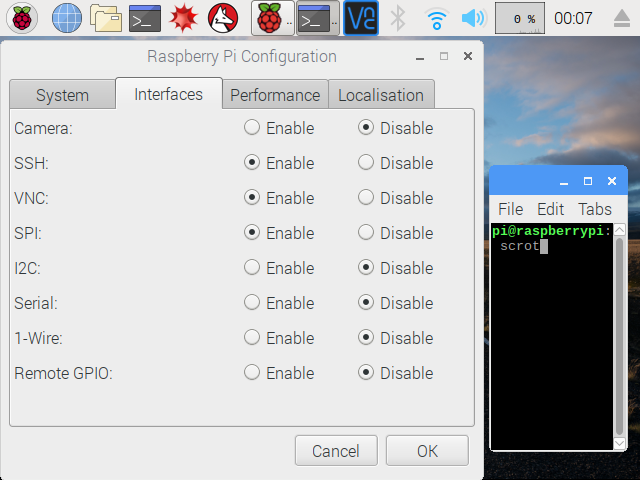 0 % 00:07
Raspberry Pi Configuration
System Interfaces Performance Localisation
Camera: Enable Disable
SSH: Enable Disable
VNC: Enable Disable
SPI: Enable Disable
I2C: Enable Disable
Serial: Enable Disable
1-Wire: Enable Disable
Remote GPIO: Enable Disable
Cancel OK
File Edit Tabs
pi@raspberrypi:
scrot